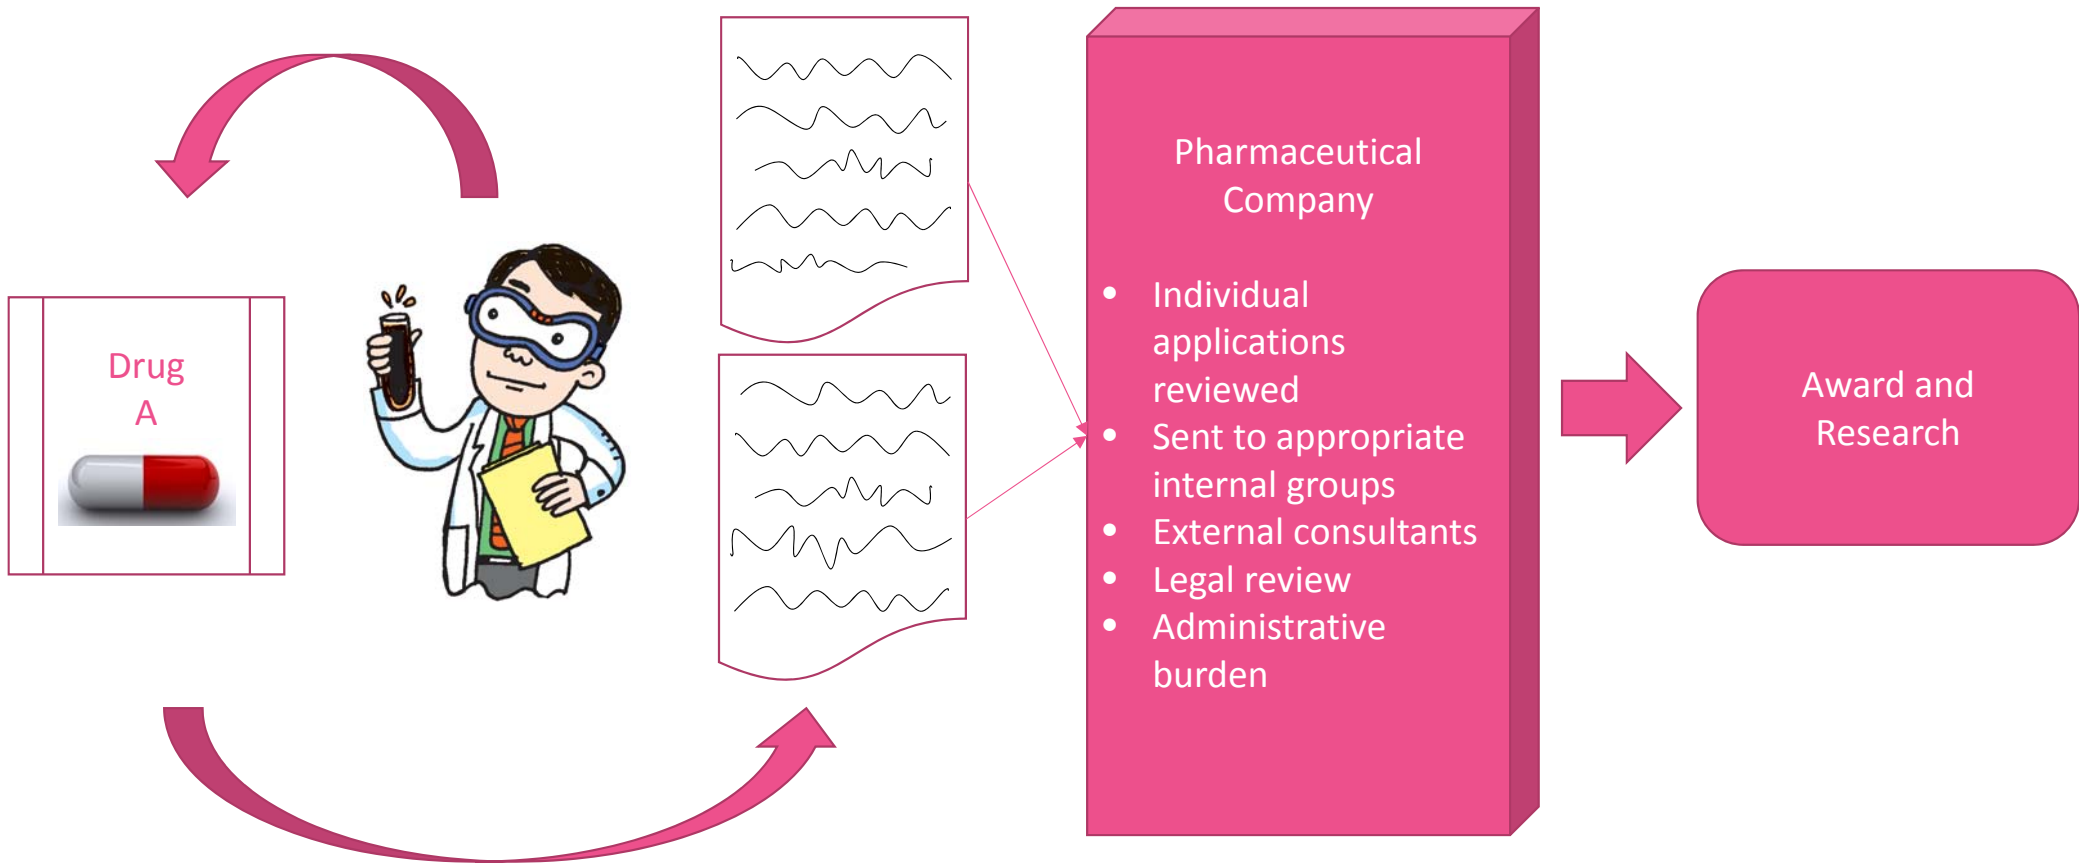 Drug
A
Pharmaceutical
Company
• Individual
applications
reviewed
• Sent to appropriate
internal groups
• External consultants
• Legal review
• Administrative
burden
Award and
Research